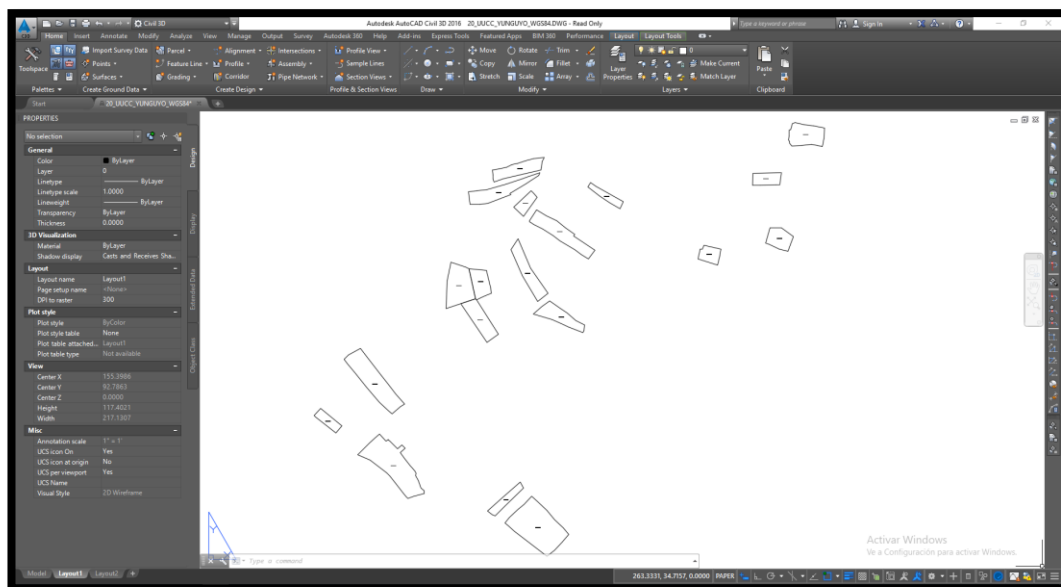 Civil 3D
Autodesk AutoCAD Civil 3D 2016 20_UUCC_YUNGUYO_WGS84.DWG - Read Only
Type a keyword or phrase
Sign In
Home Insert Annotate Modify Analyze View Manage Output Survey Autodesk 360 Help Add-ins Express Tools Featured Apps BIM 360 Performance Layout Layout Tools
Toolspace
Import Survey Data
Points
Surfaces
Parcel
Feature Line
Grading
Alignment
Profile
Corridor
Intersections
Assembly
Pipe Network
Profile View
Sample Lines
Section Views
Move
Copy
Stretch
Rotate
Mirror
Scale
Trim
Fillet
Array
Layer
Properties
0
Make Current
Match Layer
Paste
Palettes
Create Ground Data
Create Design
Profile & Section Views
Draw
Modify
Layers
Clipboard
Start
20_UUCC_YUNGUYO_WGS84*
PROPERTIES
No selection
General
Color ByLayer
Layer 0
Linetype ByLayer
Linetype scale 1.0000
Lineweight ByLayer
Transparency ByLayer
Thickness 0.0000
3D Visualization
Material ByLayer
Shadow display Casts and Receives Sha...
Layout
Layout name Layout1
Page setup name <None>
DPI to raster 300
Plot style
Plot style ByColor
Plot style table None
Plot table attached... Layout1
Plot table type Not available
View
Center X 155.3986
Center Y 92.7863
Center Z 0.0000
Height 117.4021
Width 217.1307
Misc
Annotation scale 1" = 1'
UCS icon On Yes
UCS icon at origin No
UCS per viewport Yes
UCS Name
Visual Style 2D Wireframe
Design
Display
Extended Data
Object Class
Y
Type a command
Activar Windows
Ve a Configuración para activar Windows.
Model Layout1 Layout2 +
263.3331, 34.7157, 0.0000 PAPER